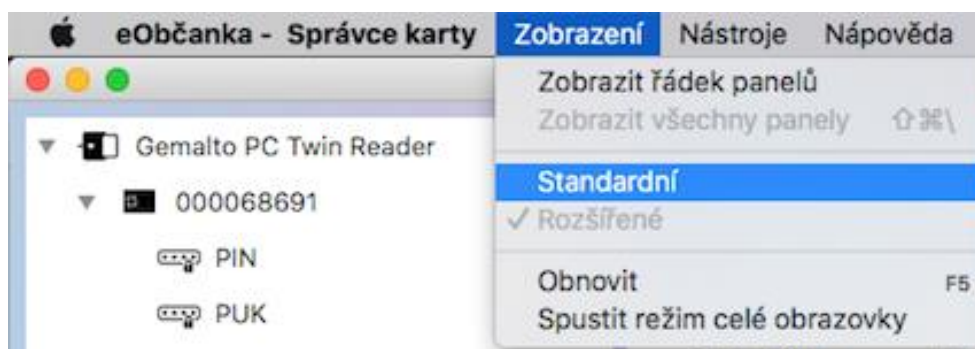 eObčanka - Správce karty Zobrazení Nástroje Nápověda
Zobrazit řádek panelů
Zobrazit všechny panely ⇧⌘\
Gemalto PC Twin Reader
Standardní
000068691
✓ Rozšířené
PIN
Obnovit F5
PUK
Spustit režim celé obrazovky